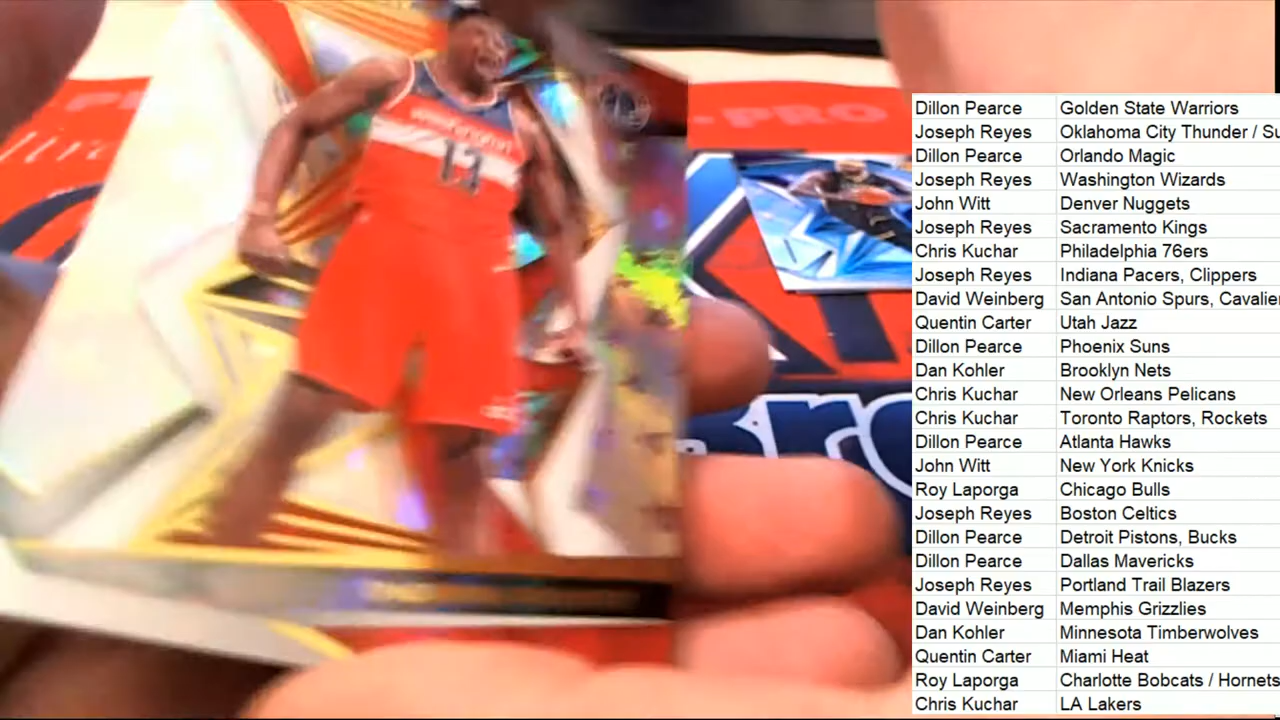 -PRO
WASHINGTON
13
Dillon Pearce Golden State Warriors
Joseph Reyes Oklahoma City Thunder / Su
Dillon Pearce Orlando Magic
Joseph Reyes Washington Wizards
John Witt Denver Nuggets
Joseph Reyes Sacramento Kings
Chris Kuchar Philadelphia 76ers
Joseph Reyes Indiana Pacers, Clippers
David Weinberg San Antonio Spurs, Cavalier
Quentin Carter Utah Jazz
Dillon Pearce Phoenix Suns
Dan Kohler Brooklyn Nets
Chris Kuchar New Orleans Pelicans
Chris Kuchar Toronto Raptors, Rockets
Dillon Pearce Atlanta Hawks
John Witt New York Knicks
Roy Laporga Chicago Bulls
Joseph Reyes Boston Celtics
Dillon Pearce Detroit Pistons, Bucks
Dillon Pearce Dallas Mavericks
Joseph Reyes Portland Trail Blazers
David Weinberg Memphis Grizzlies
Dan Kohler Minnesota Timberwolves
Quentin Carter Miami Heat
Roy Laporga Charlotte Bobcats / Hornets
Chris Kuchar LA Lakers